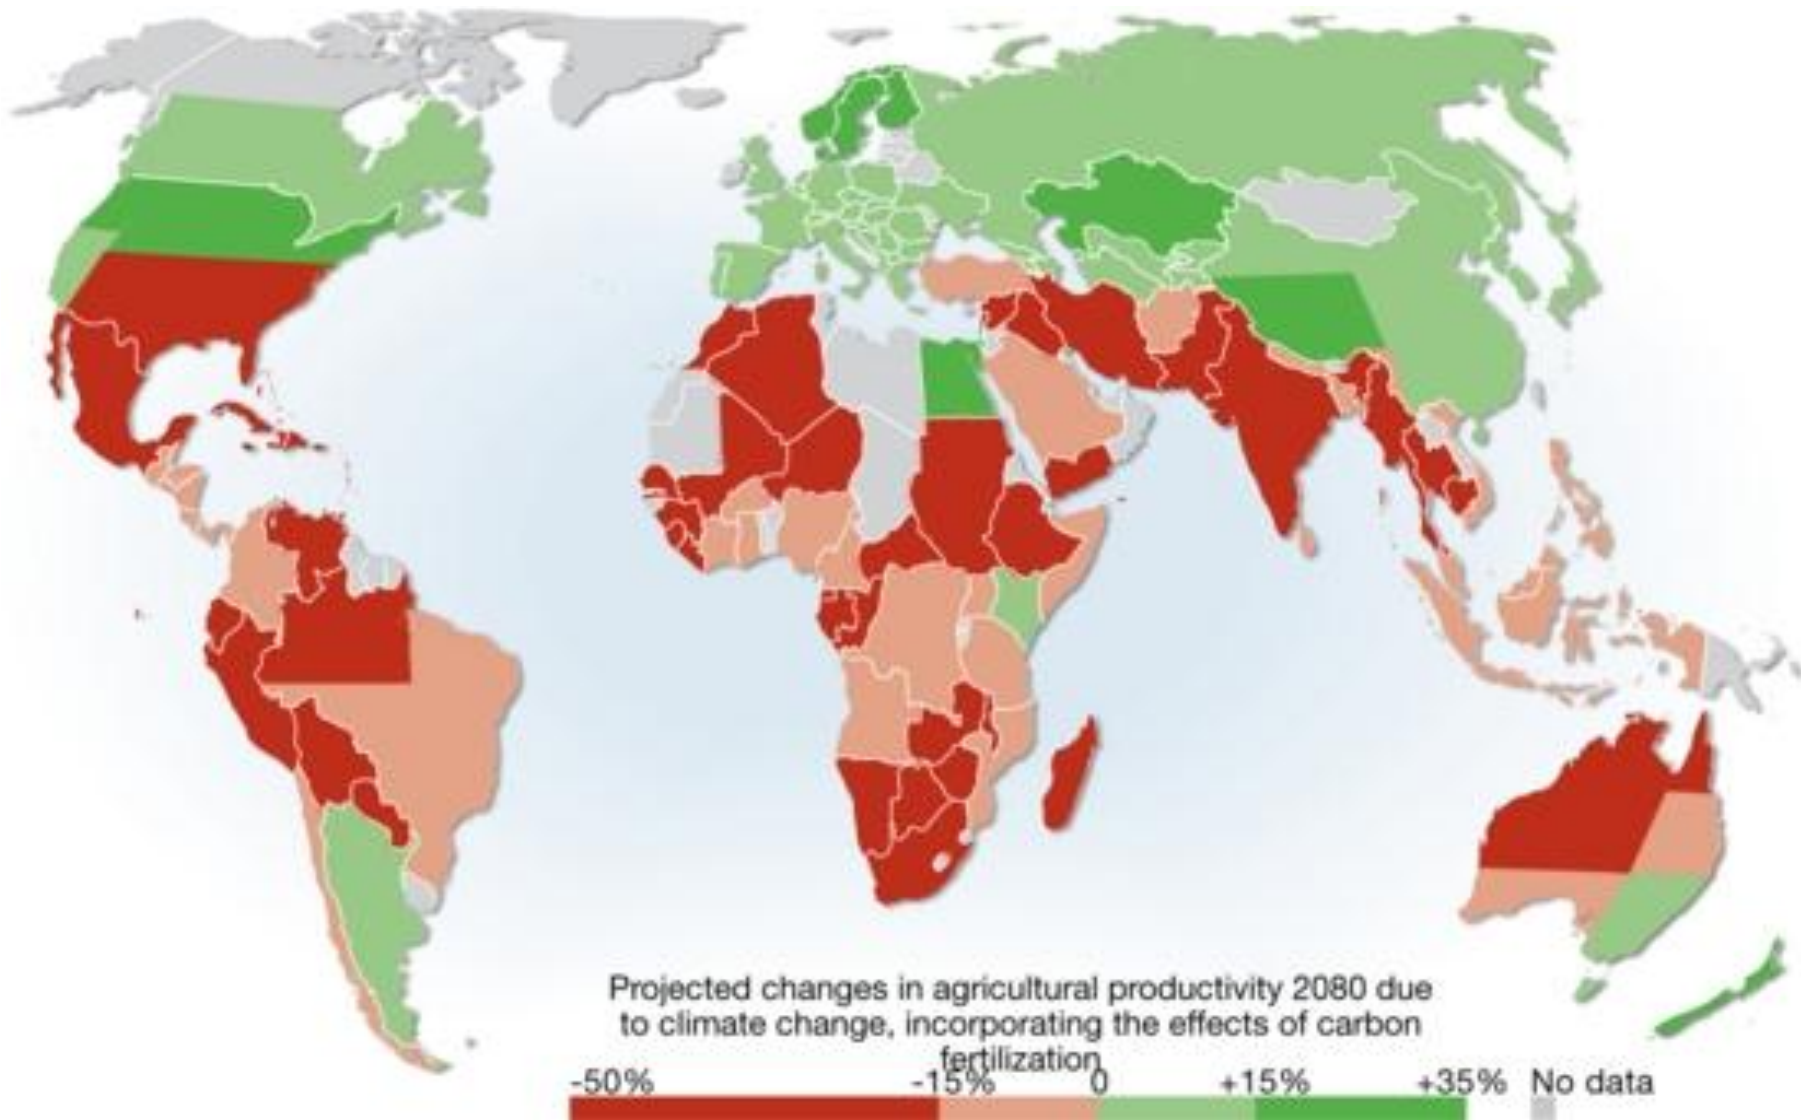 Projected changes in agricultural productivity 2080 due
to climate change, incorporating the effects of carbon
fertilization
-50% -15% 0 +15% +35% No data